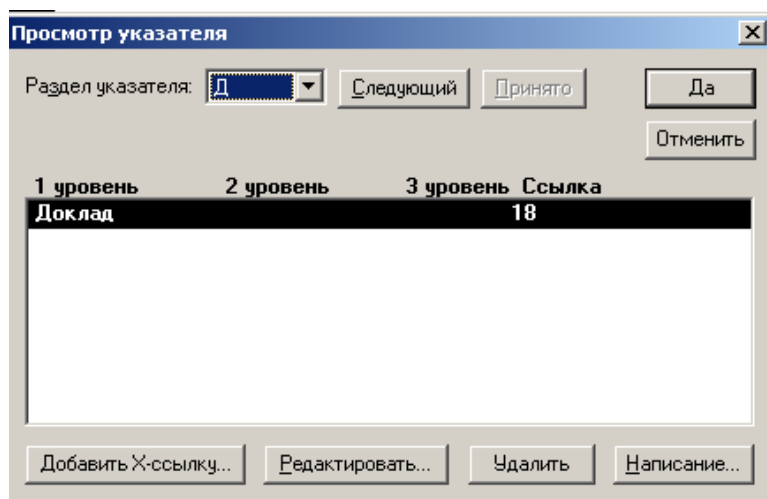 Просмотр указателя
Раздел указателя: Д Следующий Принято Да
Отменить
1 уровень 2 уровень 3 уровень Ссылка
Доклад 18
Добавить Х-ссылку... Редактировать... Удалить Написание...